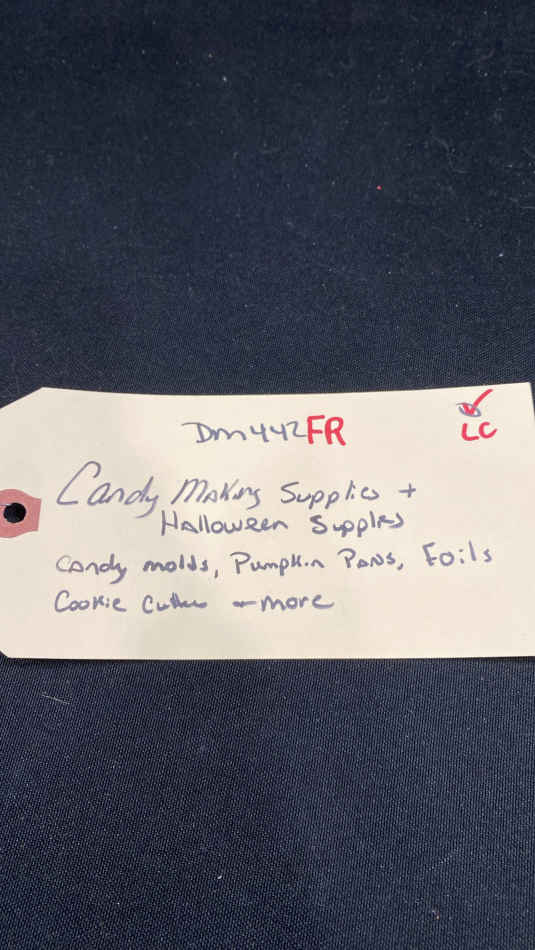 Dm442FR
LC
Candy Making Supplies +
Halloween Supplies
Candy molds, Pumpkin Pans, Foils
Cookie Cutters + more